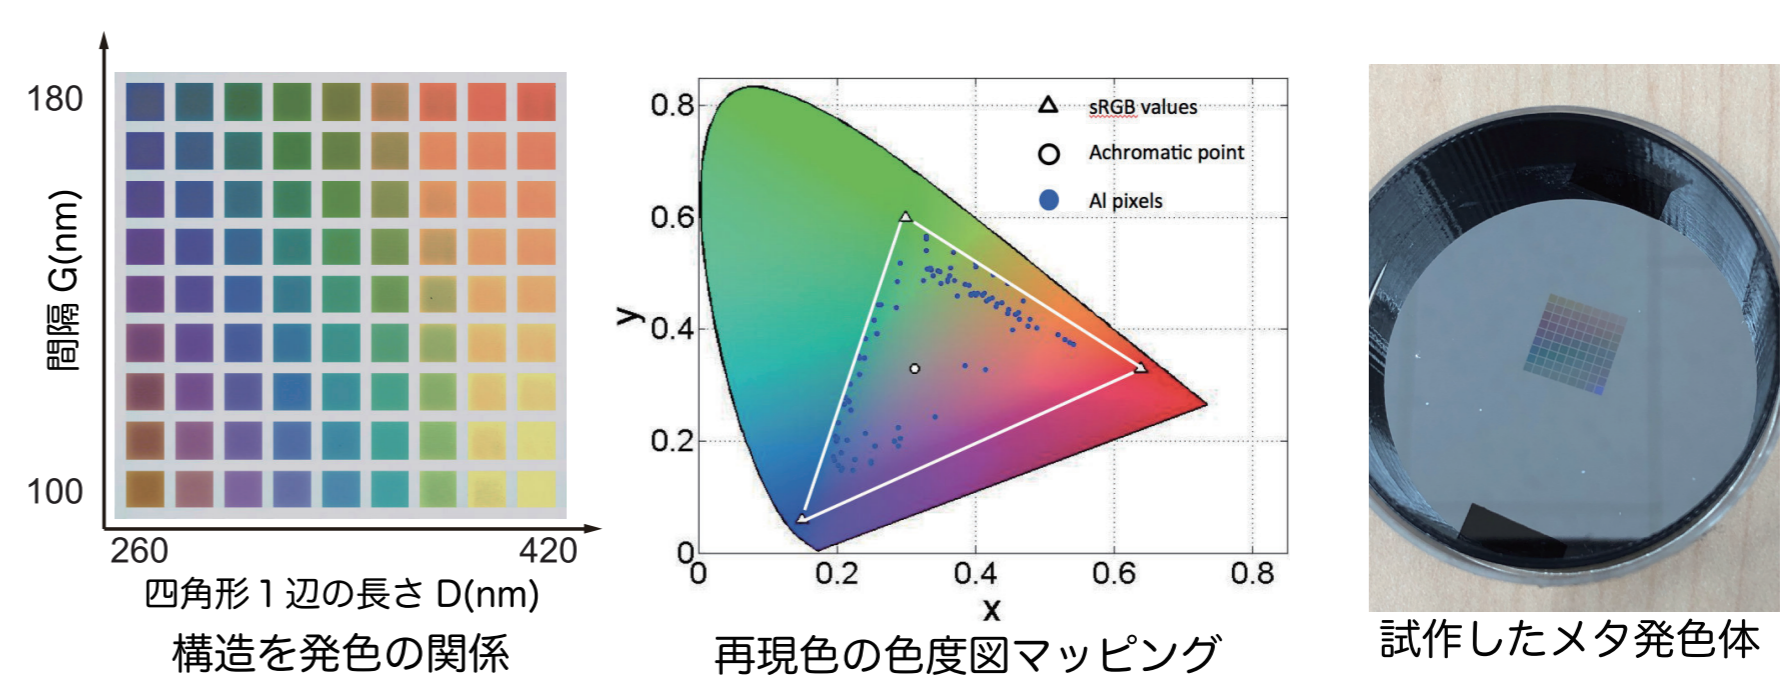 180
間隔 G(nm)
100
260
420
四角形１辺の長さ D(nm)
構造を発色の関係
0.8
0.6
y
0.4
0.2
0
sRGB values
Achromatic point
Al pixels
0
0.2
0.4
0.6
0.8
x
再現色の色度図マッピング
試作したメタ発色体